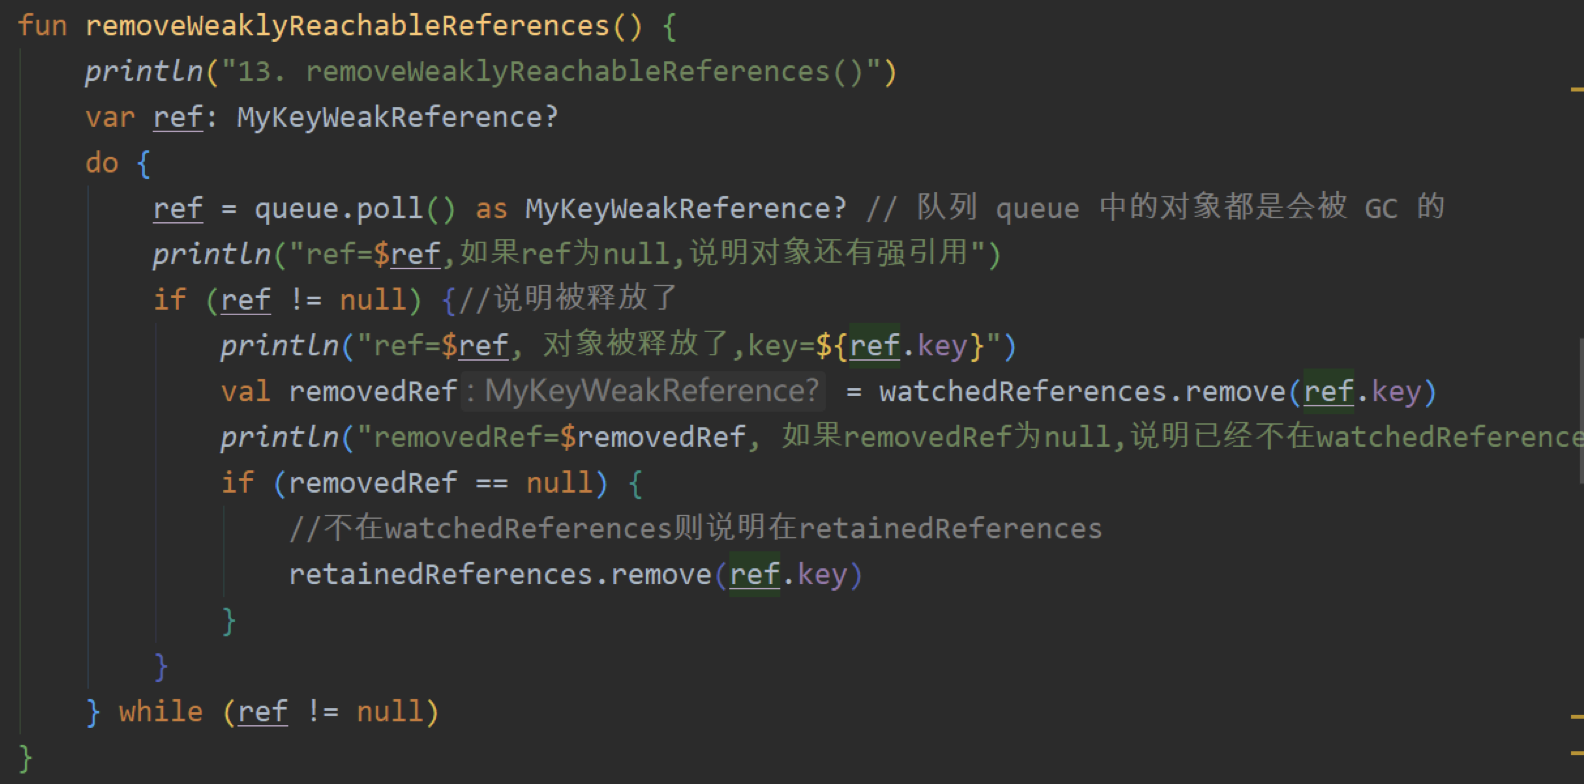 fun removeWeaklyReachableReferences() {
println("13. removeWeaklyReachableReferences()")
var ref: MyKeyWeakReference?
do {
ref = queue.poll() as MyKeyWeakReference? // 队列 queue 中的对象都是会被 GC 的
println("ref=$ref,如果ref为null,说明对象还有强引用")
if (ref != null) {//说明被释放了
println("ref=$ref, 对象被释放了,key=${ref.key}")
val removedRef : MyKeyWeakReference? = watchedReferences.remove(ref.key)
println("removedRef=$removedRef, 如果removedRef为null,说明已经不在watchedReference
if (removedRef == null) {
//不在watchedReferences则说明在retainedReferences
retainedReferences.remove(ref.key)
}
}
} while (ref != null)
}